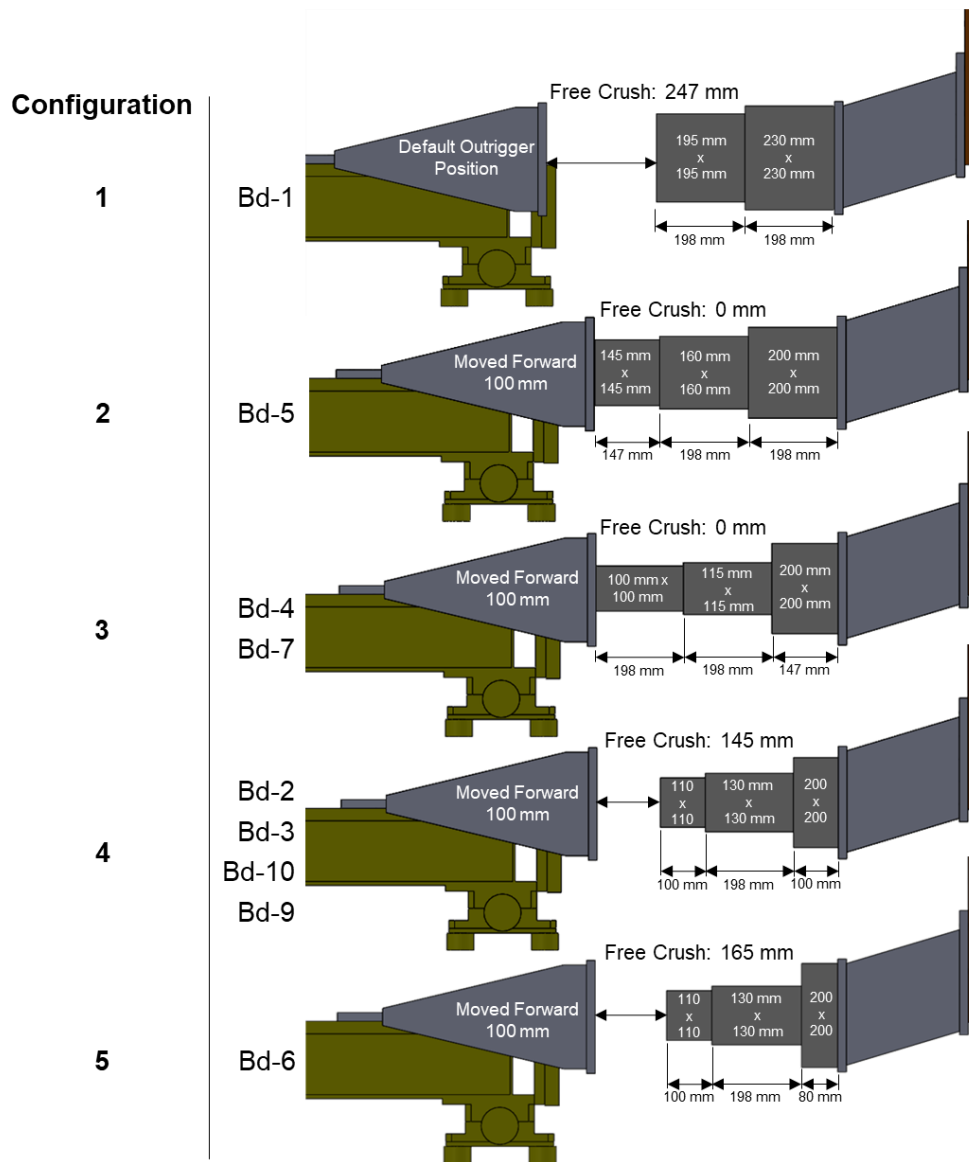 Configuration
Free Crush: 247 mm
Default Outrigger
Position
195 mm
x
195 mm
230 mm
x
230 mm
1
Bd-1
198 mm
198 mm
Free Crush: 0 mm
Moved Forward
100 mm
145 mm
x
145 mm
160 mm
x
160 mm
200 mm
x
200 mm
2
Bd-5
147 mm
198 mm
198 mm
Free Crush: 0 mm
Moved Forward
100 mm
100 mm x
100 mm
115 mm
x
115 mm
200 mm
x
200 mm
3
Bd-4
Bd-7
198 mm
198 mm
147 mm
Free Crush: 145 mm
Moved Forward
100 mm
110
x
110
130 mm
x
130 mm
200
x
200
4
Bd-2
Bd-3
Bd-10
Bd-9
100 mm
198 mm
100 mm
Free Crush: 165 mm
Moved Forward
100 mm
110
x
110
130 mm
x
130 mm
200
x
200
5
Bd-6
100 mm
198 mm
80 mm